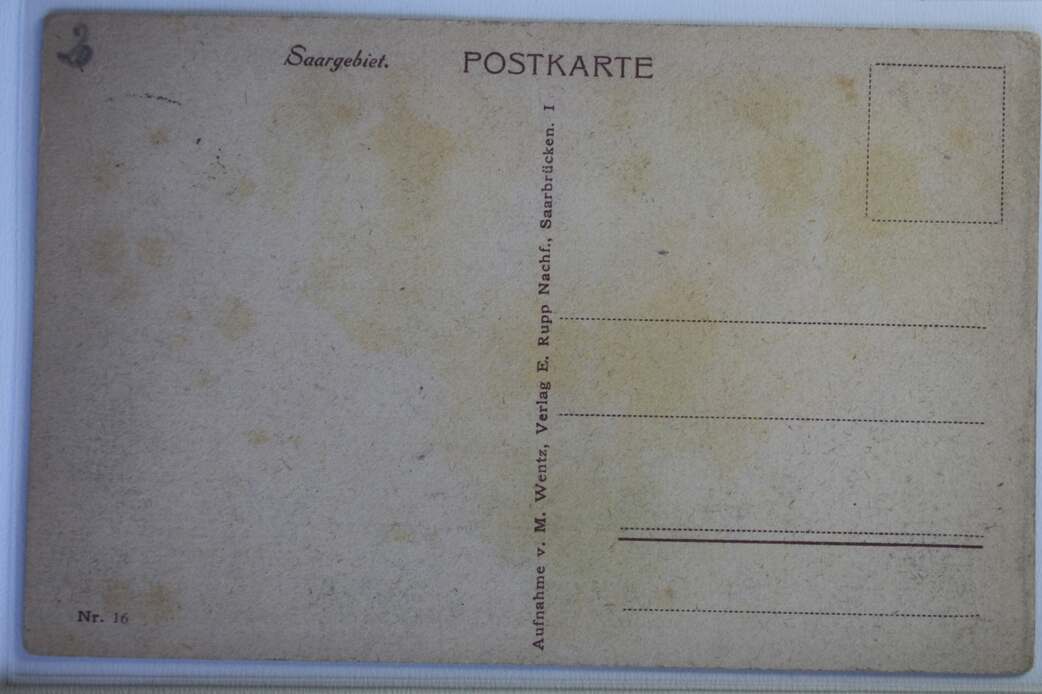 Saargebiet.
POSTKARTE
Aufnahme v. M. Wentz, Verlag E. Rupp Nachf., Saarbrücken. I
Nr. 16